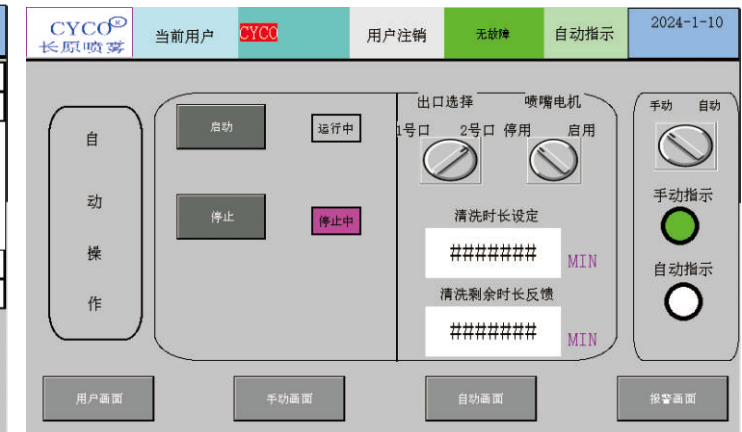 CYCO®
长原喷雾
当前用户
CYCO
用户注销
无故障
自动指示
2024-1-10
自动操作
启动
运行中
停止
停止中
出口选择
1号口 2号口
喷嘴电机
停用 启用
清洗时长设定
####### MIN
清洗剩余时长反馈
####### MIN
手动 自动
手动指示
自动指示
用户画面
手动画面
自动画面
报警画面